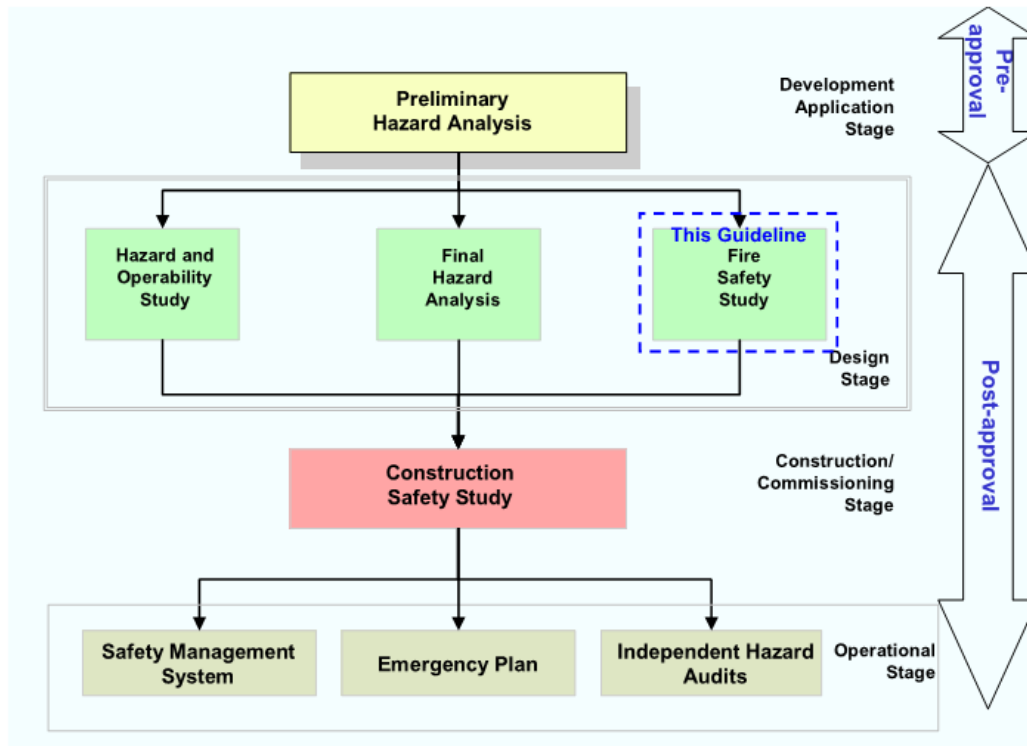 Pre-
approval
Preliminary
Hazard Analysis
Development
Application
Stage
This Guideline
Hazard and
Operability
Study
Final
Hazard
Analysis
Fire
Safety
Study
Design
Stage
Post-approval
Construction
Safety Study
Construction/
Commissioning
Stage
Safety Management
System
Emergency Plan
Independent Hazard
Audits
Operational
Stage